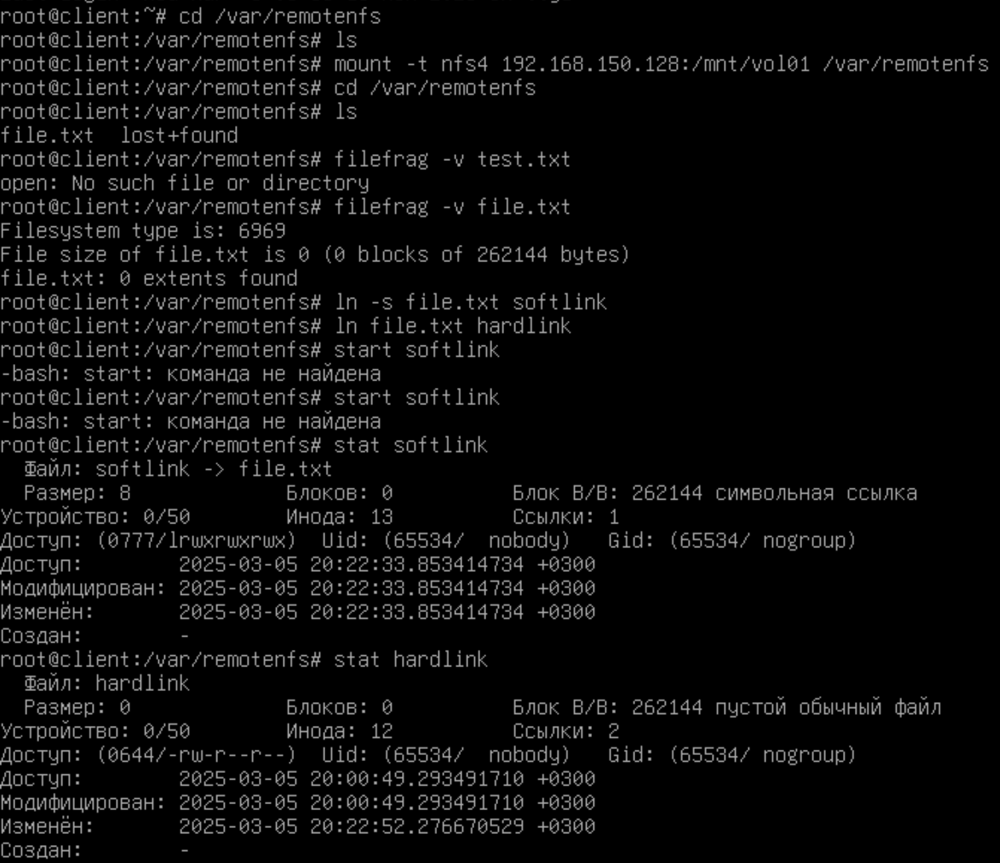 root@client:~# cd /var/remotenfs
root@client:/var/remotenfs# ls
root@client:/var/remotenfs# mount -t nfs4 192.168.150.128:/mnt/vol01 /var/remotenfs
root@client:/var/remotenfs# cd /var/remotenfs
root@client:/var/remotenfs# ls
file.txt  lost+found
root@client:/var/remotenfs# filefrag -v test.txt
open: No such file or directory
root@client:/var/remotenfs# filefrag -v file.txt
Filesystem type is: 6969
File size of file.txt is 0 (0 blocks of 262144 bytes)
file.txt: 0 extents found
root@client:/var/remotenfs# ln -s file.txt softlink
root@client:/var/remotenfs# ln file.txt hardlink
root@client:/var/remotenfs# start softlink
-bash: start: команда не найдена
root@client:/var/remotenfs# start softlink
-bash: start: команда не найдена
root@client:/var/remotenfs# stat softlink
  Файл: softlink -> file.txt
  Размер: 8             Блоков: 0          Блок В/В: 262144 символьная ссылка
Устройство: 0/50        Инода: 13          Ссылки: 1
Доступ: (0777/lrwxrwxrwx)  Uid: (65534/  nobody)   Gid: (65534/ nogroup)
Доступ:        2025-03-05 20:22:33.853414734 +0300
Модифицирован: 2025-03-05 20:22:33.853414734 +0300
Изменён:       2025-03-05 20:22:33.853414734 +0300
Создан:        -
root@client:/var/remotenfs# stat hardlink
  Файл: hardlink
  Размер: 0             Блоков: 0          Блок В/В: 262144 пустой обычный файл
Устройство: 0/50        Инода: 12          Ссылки: 2
Доступ: (0644/-rw-r--r--)  Uid: (65534/  nobody)   Gid: (65534/ nogroup)
Доступ:        2025-03-05 20:00:49.293491710 +0300
Модифицирован: 2025-03-05 20:00:49.293491710 +0300
Изменён:       2025-03-05 20:22:52.276670529 +0300
Создан:        -